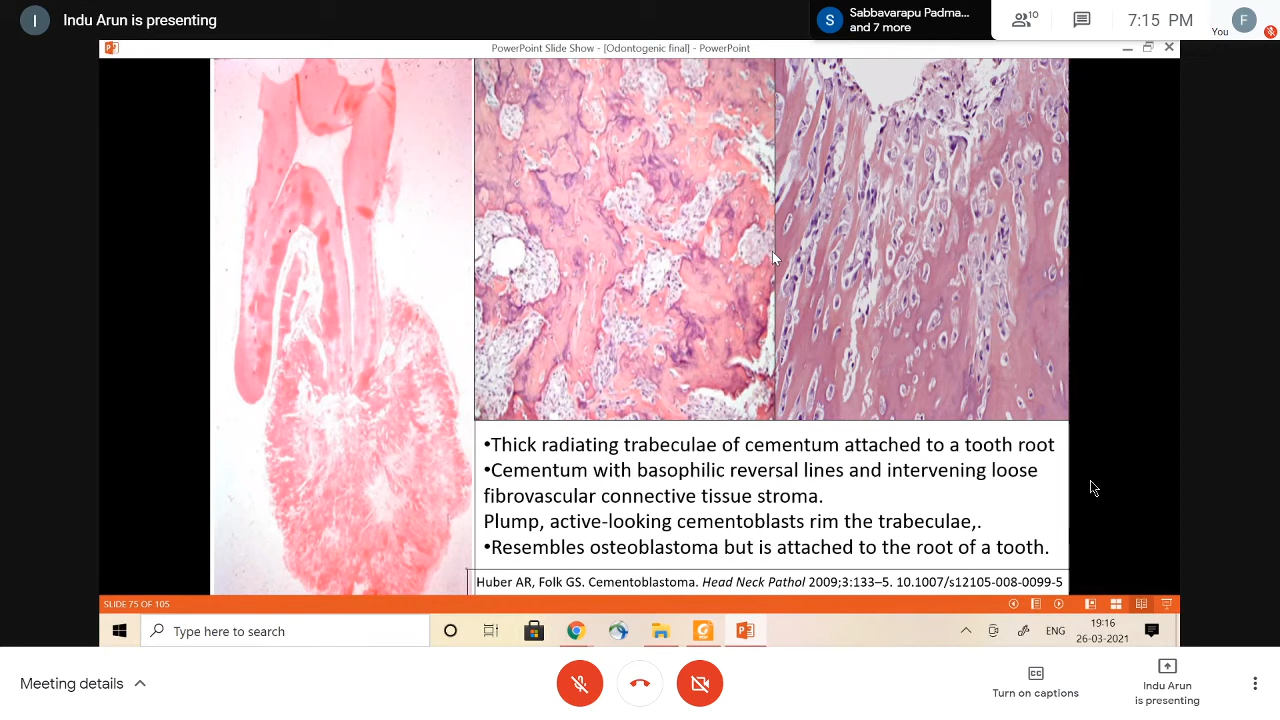 I
Indu Arun is presenting
S
Sabbavarapu Padma...
and 7 more
10
7:15 PM
F
You
PowerPoint Slide Show - [Odontogenic final] - PowerPoint
•Thick radiating trabeculae of cementum attached to a tooth root
•Cementum with basophilic reversal lines and intervening loose
fibrovascular connective tissue stroma.
Plump, active-looking cementoblasts rim the trabeculae,.
•Resembles osteoblastoma but is attached to the root of a tooth.
Huber AR, Folk GS. Cementoblastoma. Head Neck Pathol 2009;3:133–5. 10.1007/s12105-008-0099-5
SLIDE 75 OF 105
Type here to search
ENG
19:16
26-03-2021
Meeting details
CC
Turn on captions
Indu Arun
is presenting